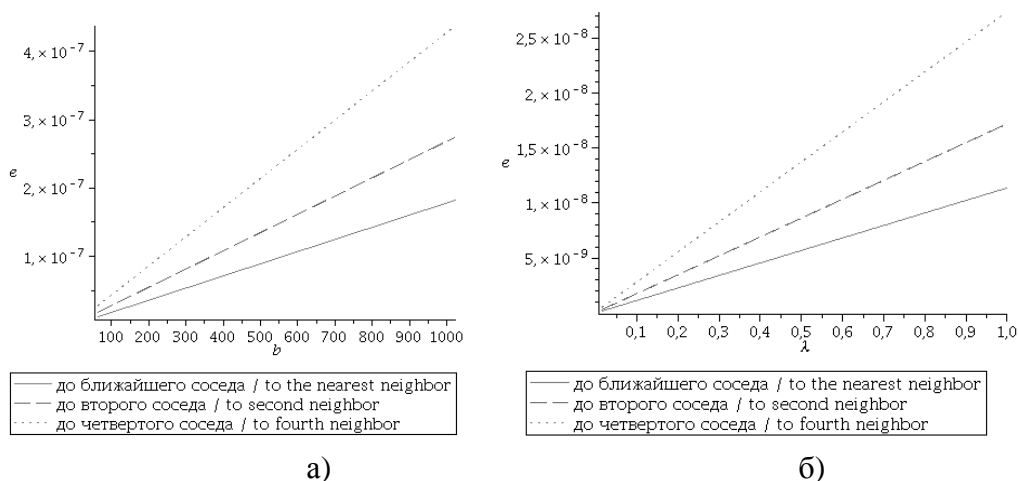 4, × 10⁻⁷
3, × 10⁻⁷
e
2, × 10⁻⁷
1, × 10⁻⁷
100 200 300 400 500 600 700 800 900 1000
b
до ближайшего соседа / to the nearest neighbor
до второго соседа / to second neighbor
до четвертого соседа / to fourth neighbor
а)
2,5 × 10⁻⁸
2, × 10⁻⁸
e
1,5 × 10⁻⁸
1, × 10⁻⁸
5, × 10⁻⁹
0,1 0,2 0,3 0,4 0,5 0,6 0,7 0,8 0,9 1,0
λ
до ближайшего соседа / to the nearest neighbor
до второго соседа / to second neighbor
до четвертого соседа / to fourth neighbor
б)